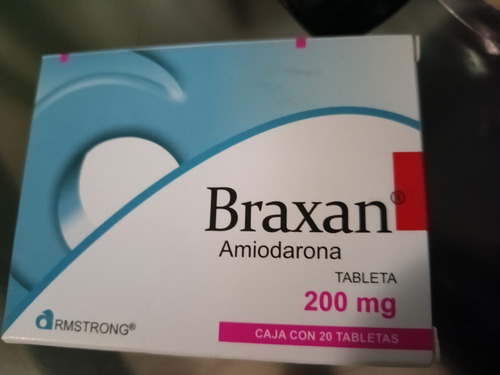 Braxan®
Amiodarona
TABLETA
200 mg
CAJA CON 20 TABLETAS
ARMSTRONG®